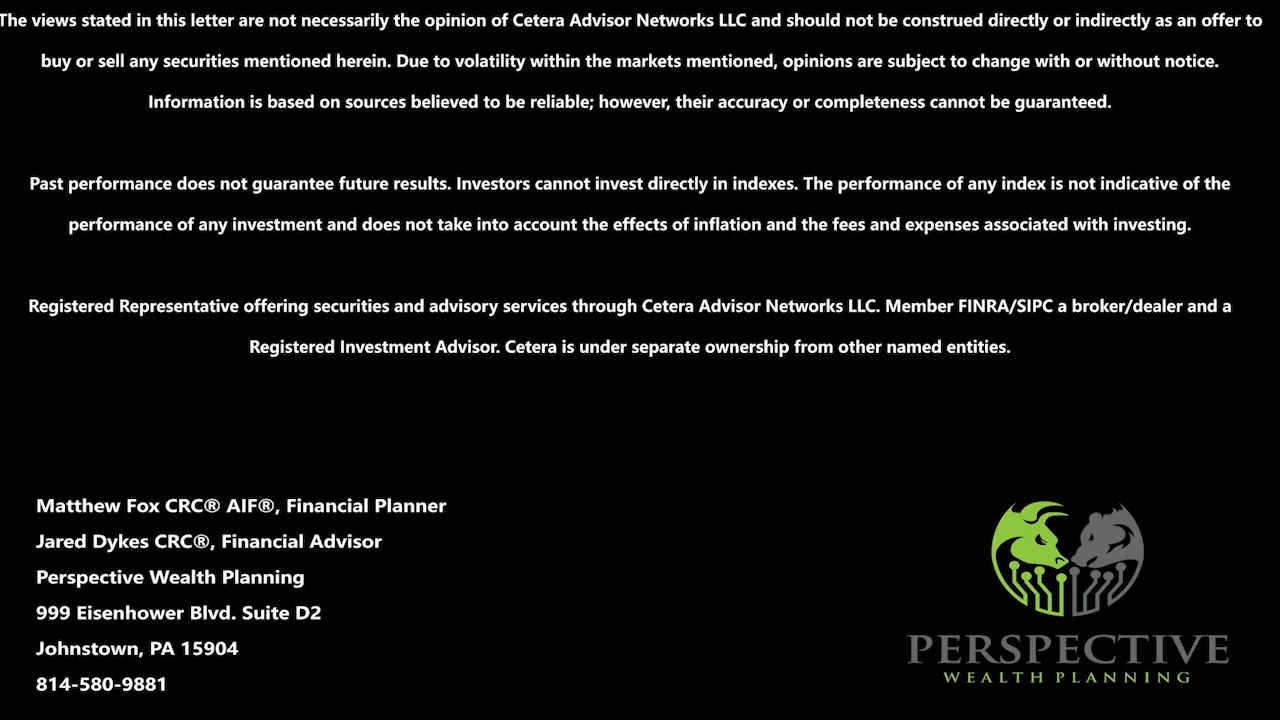 The views stated in this letter are not necessarily the opinion of Cetera Advisor Networks LLC and should not be construed directly or indirectly as an offer to
buy or sell any securities mentioned herein. Due to volatility within the markets mentioned, opinions are subject to change with or without notice.
Information is based on sources believed to be reliable; however, their accuracy or completeness cannot be guaranteed.
Past performance does not guarantee future results. Investors cannot invest directly in indexes. The performance of any index is not indicative of the
performance of any investment and does not take into account the effects of inflation and the fees and expenses associated with investing.
Registered Representative offering securities and advisory services through Cetera Advisor Networks LLC. Member FINRA/SIPC a broker/dealer and a
Registered Investment Advisor. Cetera is under separate ownership from other named entities.
Matthew Fox CRC® AIF®, Financial Planner
Jared Dykes CRC®, Financial Advisor
Perspective Wealth Planning
999 Eisenhower Blvd. Suite D2
Johnstown, PA 15904
814-580-9881
PERSPECTIVE
WEALTH PLANNING